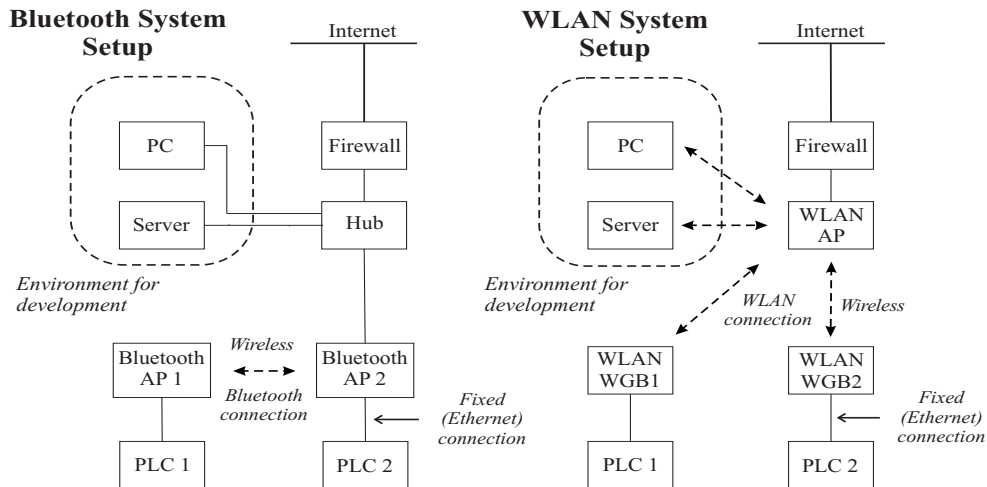 Bluetooth System
Setup
Internet
PC
Firewall
Server
Hub
Environment for
development
Bluetooth
AP 1
Wireless
Bluetooth
connection
Bluetooth
AP 2
Fixed
(Ethernet)
connection
PLC 1
PLC 2
WLAN System
Setup
Internet
PC
Firewall
Server
WLAN
AP
Environment for
development
WLAN
connection
Wireless
WLAN
WGB1
WLAN
WGB2
Fixed
(Ethernet)
connection
PLC 1
PLC 2